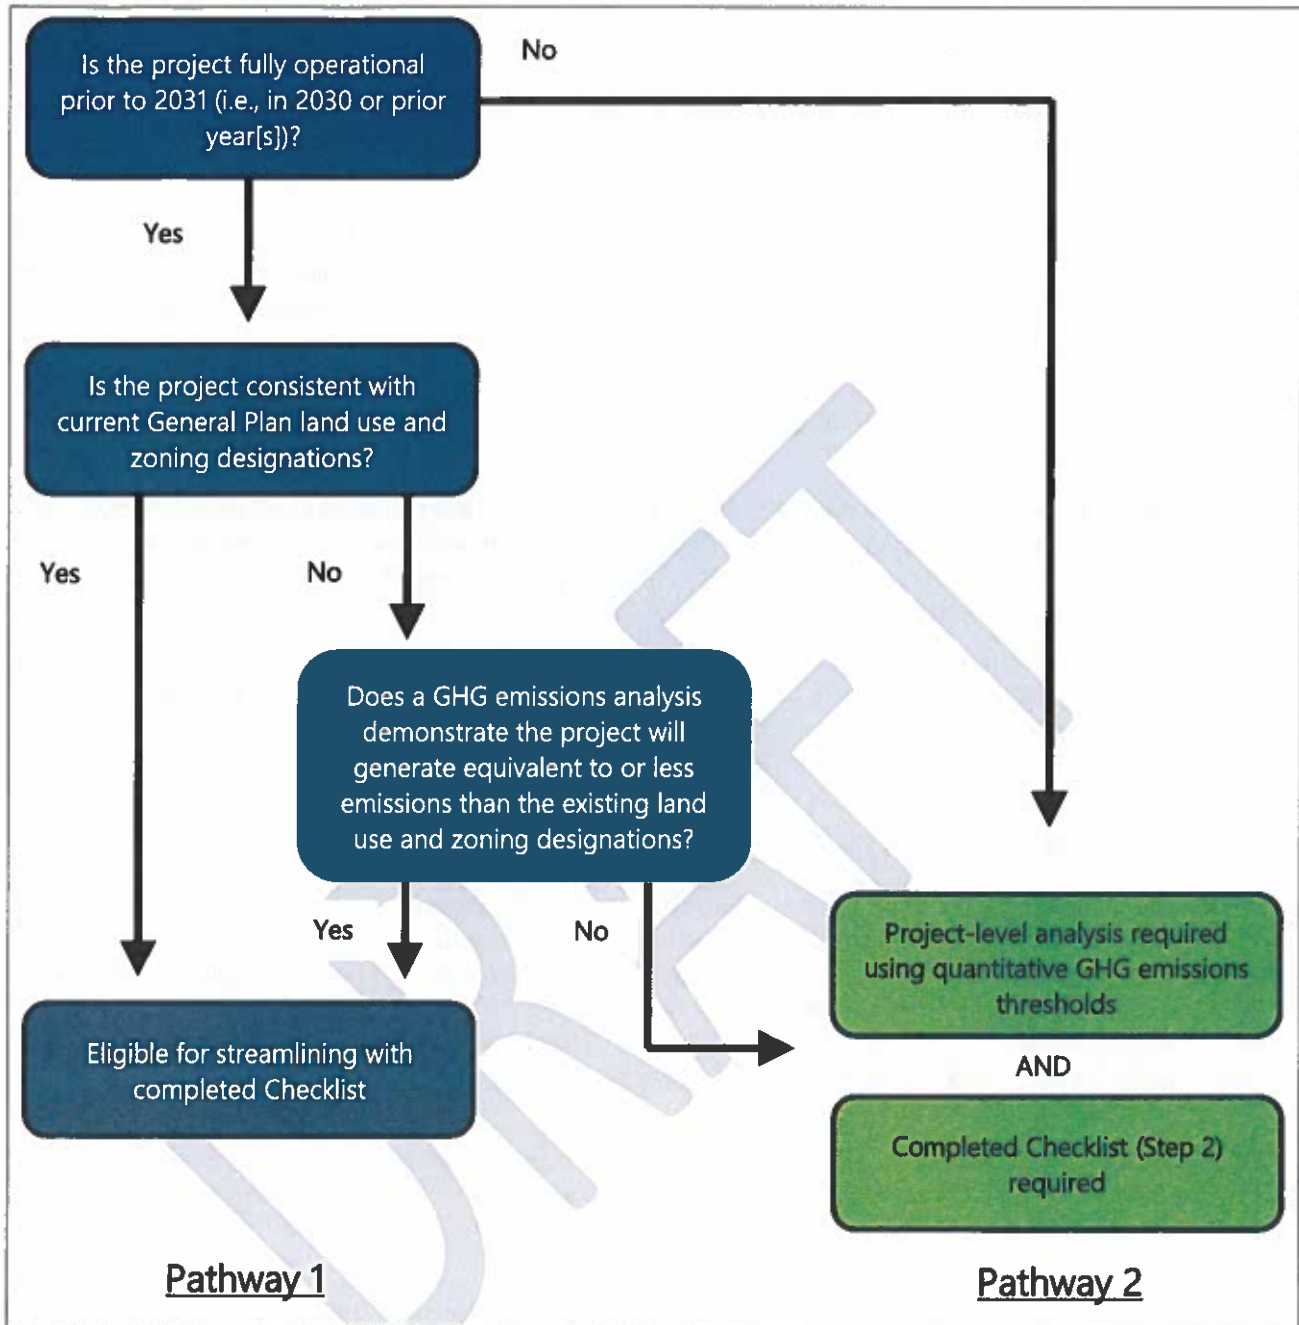 Is the project fully operational
prior to 2031 (i.e., in 2030 or prior
year[s])?
No
Yes
Is the project consistent with
current General Plan land use and
zoning designations?
Yes
No
Does a GHG emissions analysis
demonstrate the project will
generate equivalent to or less
emissions than the existing land
use and zoning designations?
Yes
No
Eligible for streamlining with
completed Checklist
Project-level analysis required
using quantitative GHG emissions
thresholds
AND
Completed Checklist (Step 2)
required
Pathway 1
Pathway 2
DRAFT